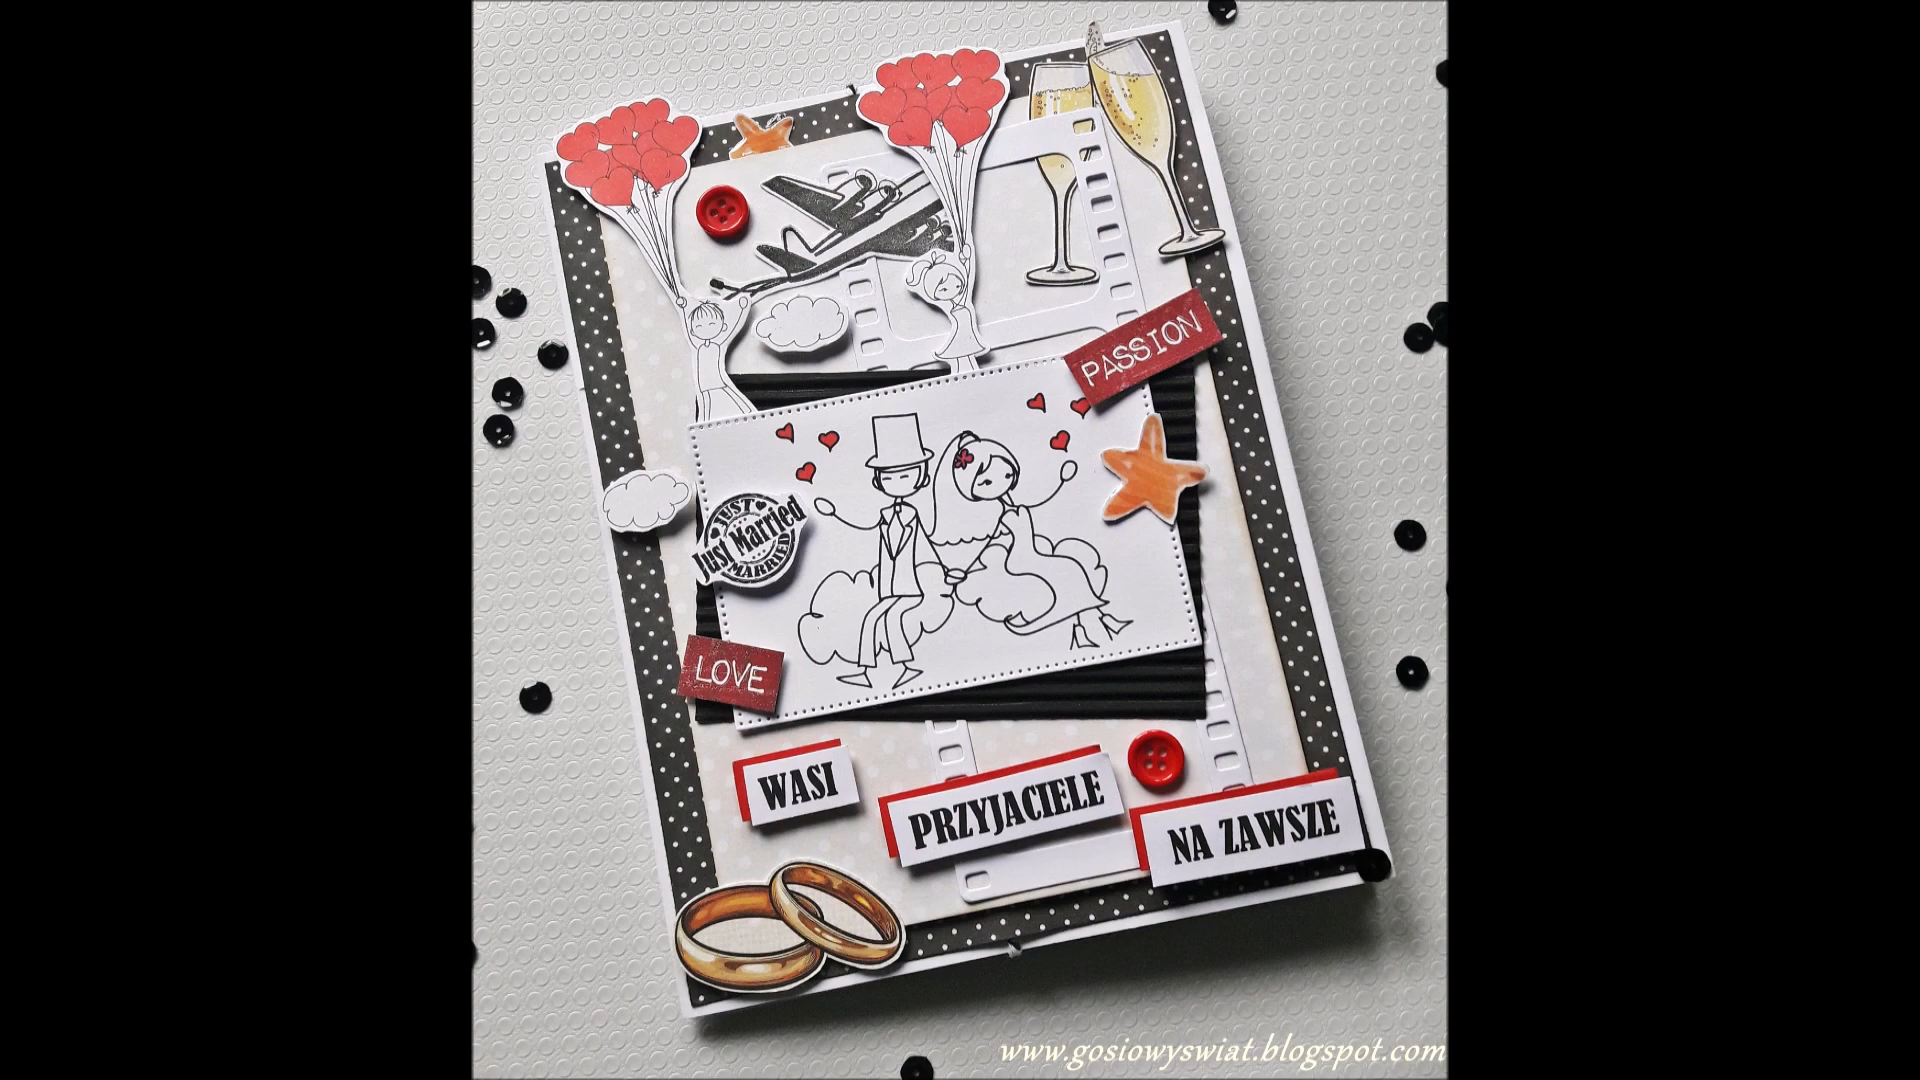 PASSION
JUST
Just Married
MARRIED
LOVE
WASI
PRZYJACIELE
NA ZAWSZE
www.gosiowyswiat.blogspot.com